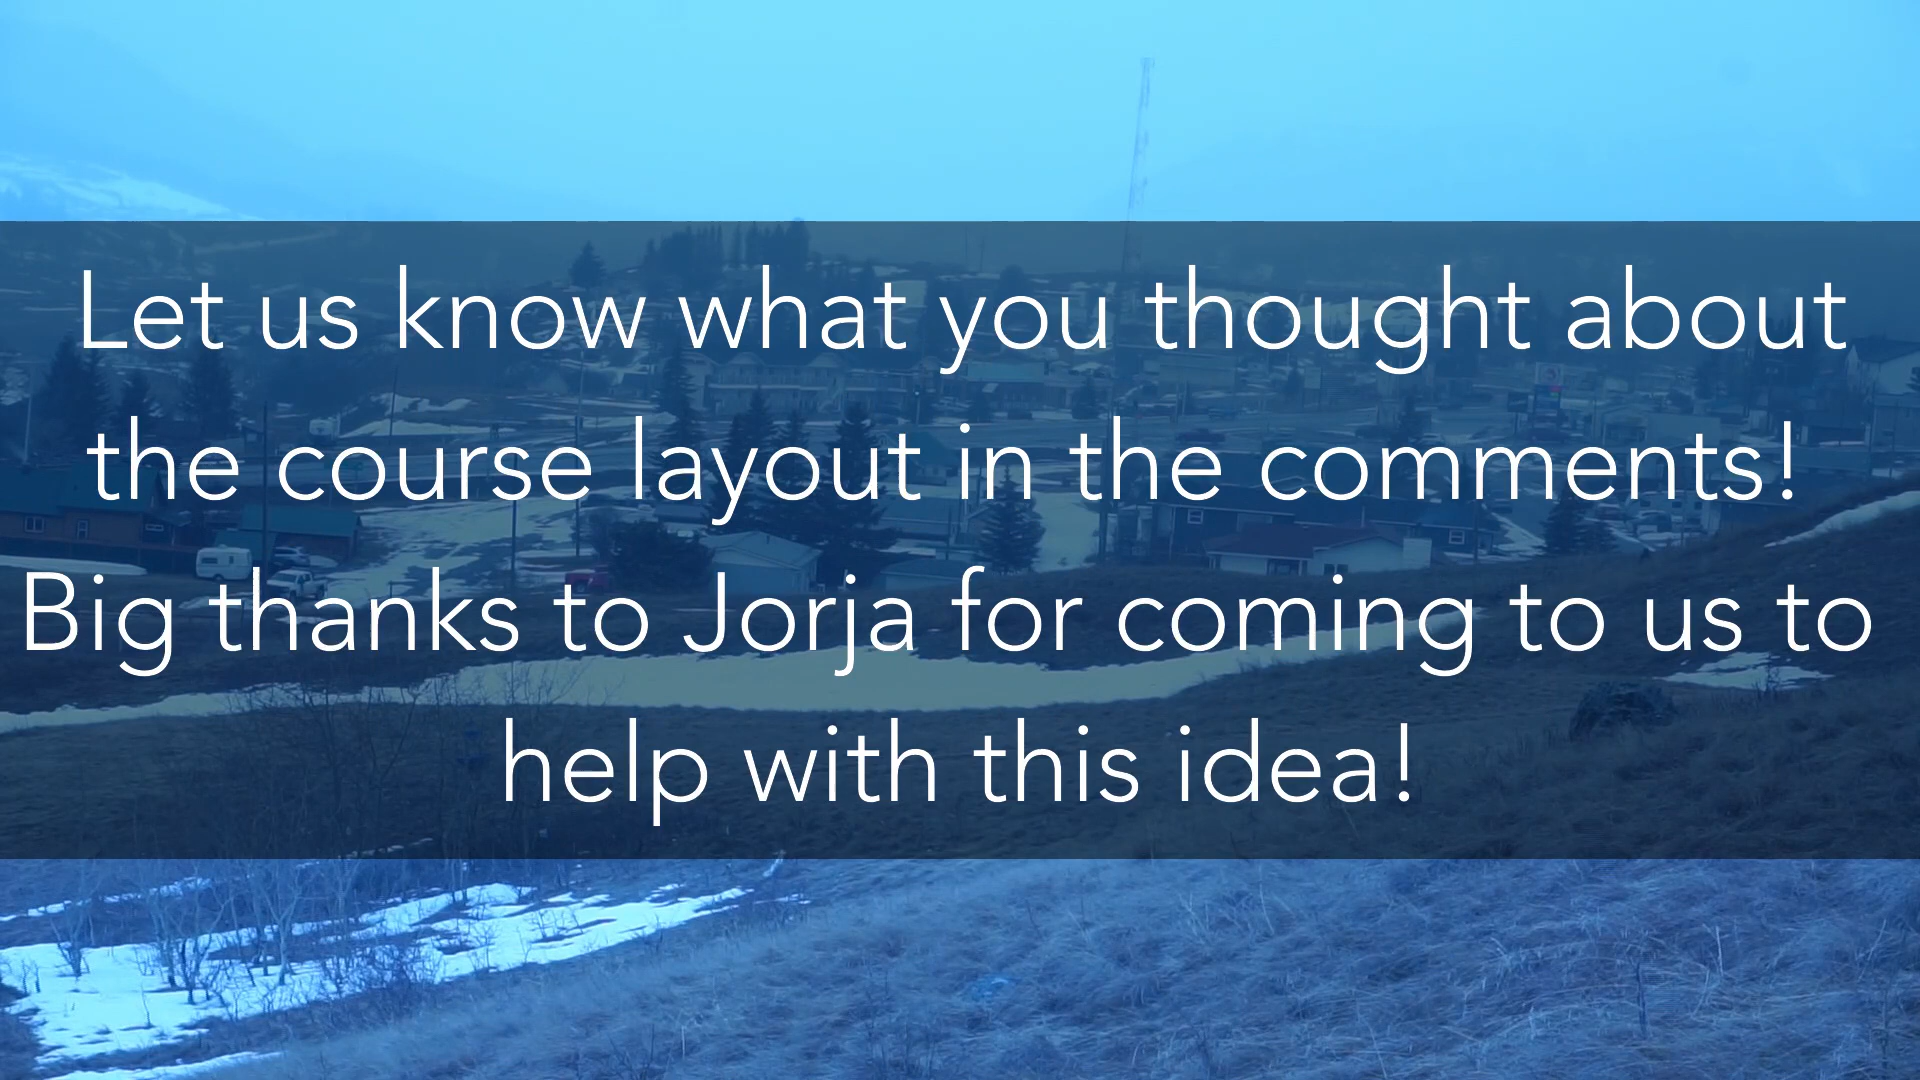 Let us know what you thought about
the course layout in the comments!
Big thanks to Jorja for coming to us to
help with this idea!